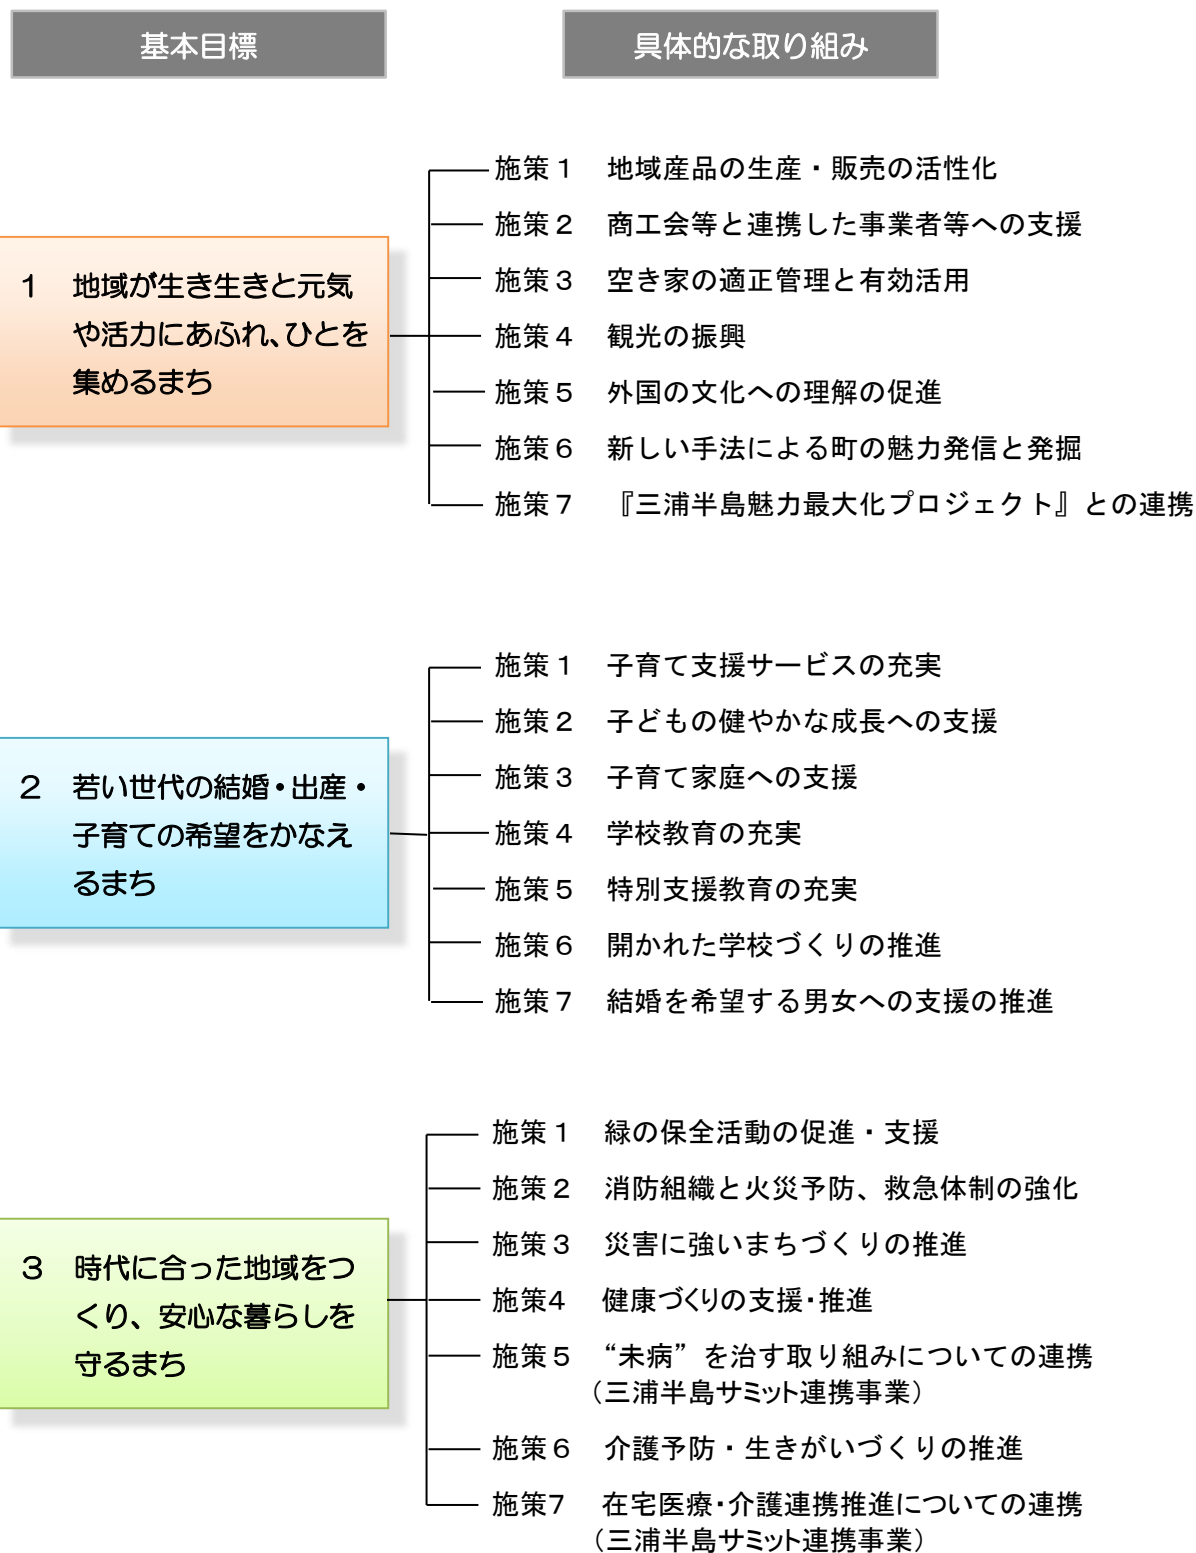 基本目標
具体的な取り組み
1 地域が生き生きと元気
や活力にあふれ、ひとを
集めるまち
施策１ 地域産品の生産・販売の活性化
施策２ 商工会等と連携した事業者等への支援
施策３ 空き家の適正管理と有効活用
施策４ 観光の振興
施策５ 外国の文化への理解の促進
施策６ 新しい手法による町の魅力発信と発掘
施策７ 『三浦半島魅力最大化プロジェクト』との連携
2 若い世代の結婚・出産・
子育ての希望をかなえ
るまち
施策１ 子育て支援サービスの充実
施策２ 子どもの健やかな成長への支援
施策３ 子育て家庭への支援
施策４ 学校教育の充実
施策５ 特別支援教育の充実
施策６ 開かれた学校づくりの推進
施策７ 結婚を希望する男女への支援の推進
3 時代に合った地域をつ
くり、安心な暮らしを
守るまち
施策１ 緑の保全活動の促進・支援
施策２ 消防組織と火災予防、救急体制の強化
施策３ 災害に強いまちづくりの推進
施策4 健康づくりの支援・推進
施策５ “未病”を治す取り組みについての連携
（三浦半島サミット連携事業）
施策６ 介護予防・生きがいづくりの推進
施策7 在宅医療・介護連携推進についての連携
（三浦半島サミット連携事業）